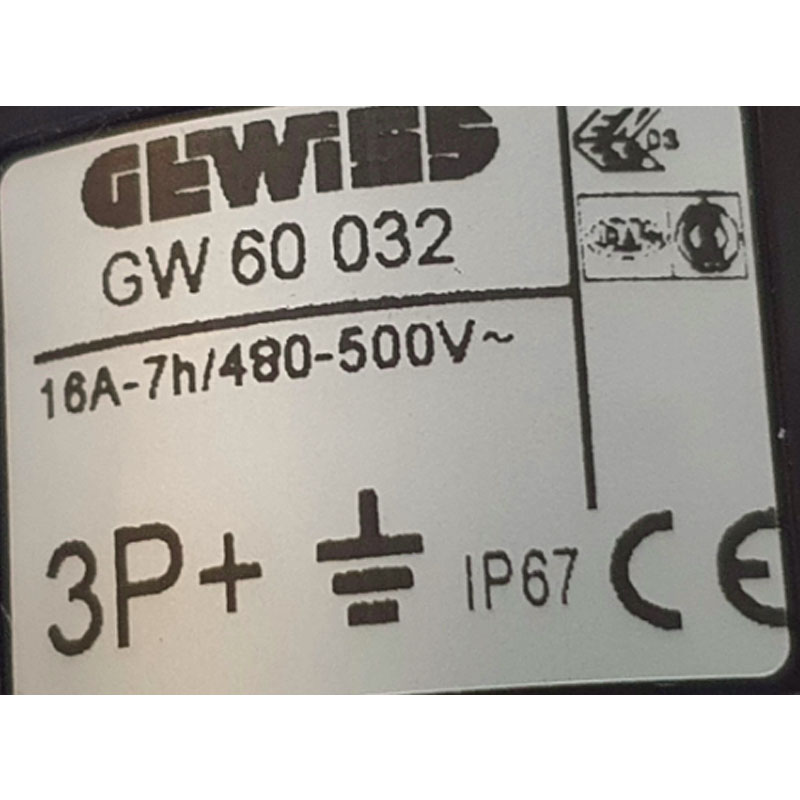 GEWISS
GW 60 032
16A-7h/480-500V~
3P+
IP67
CE